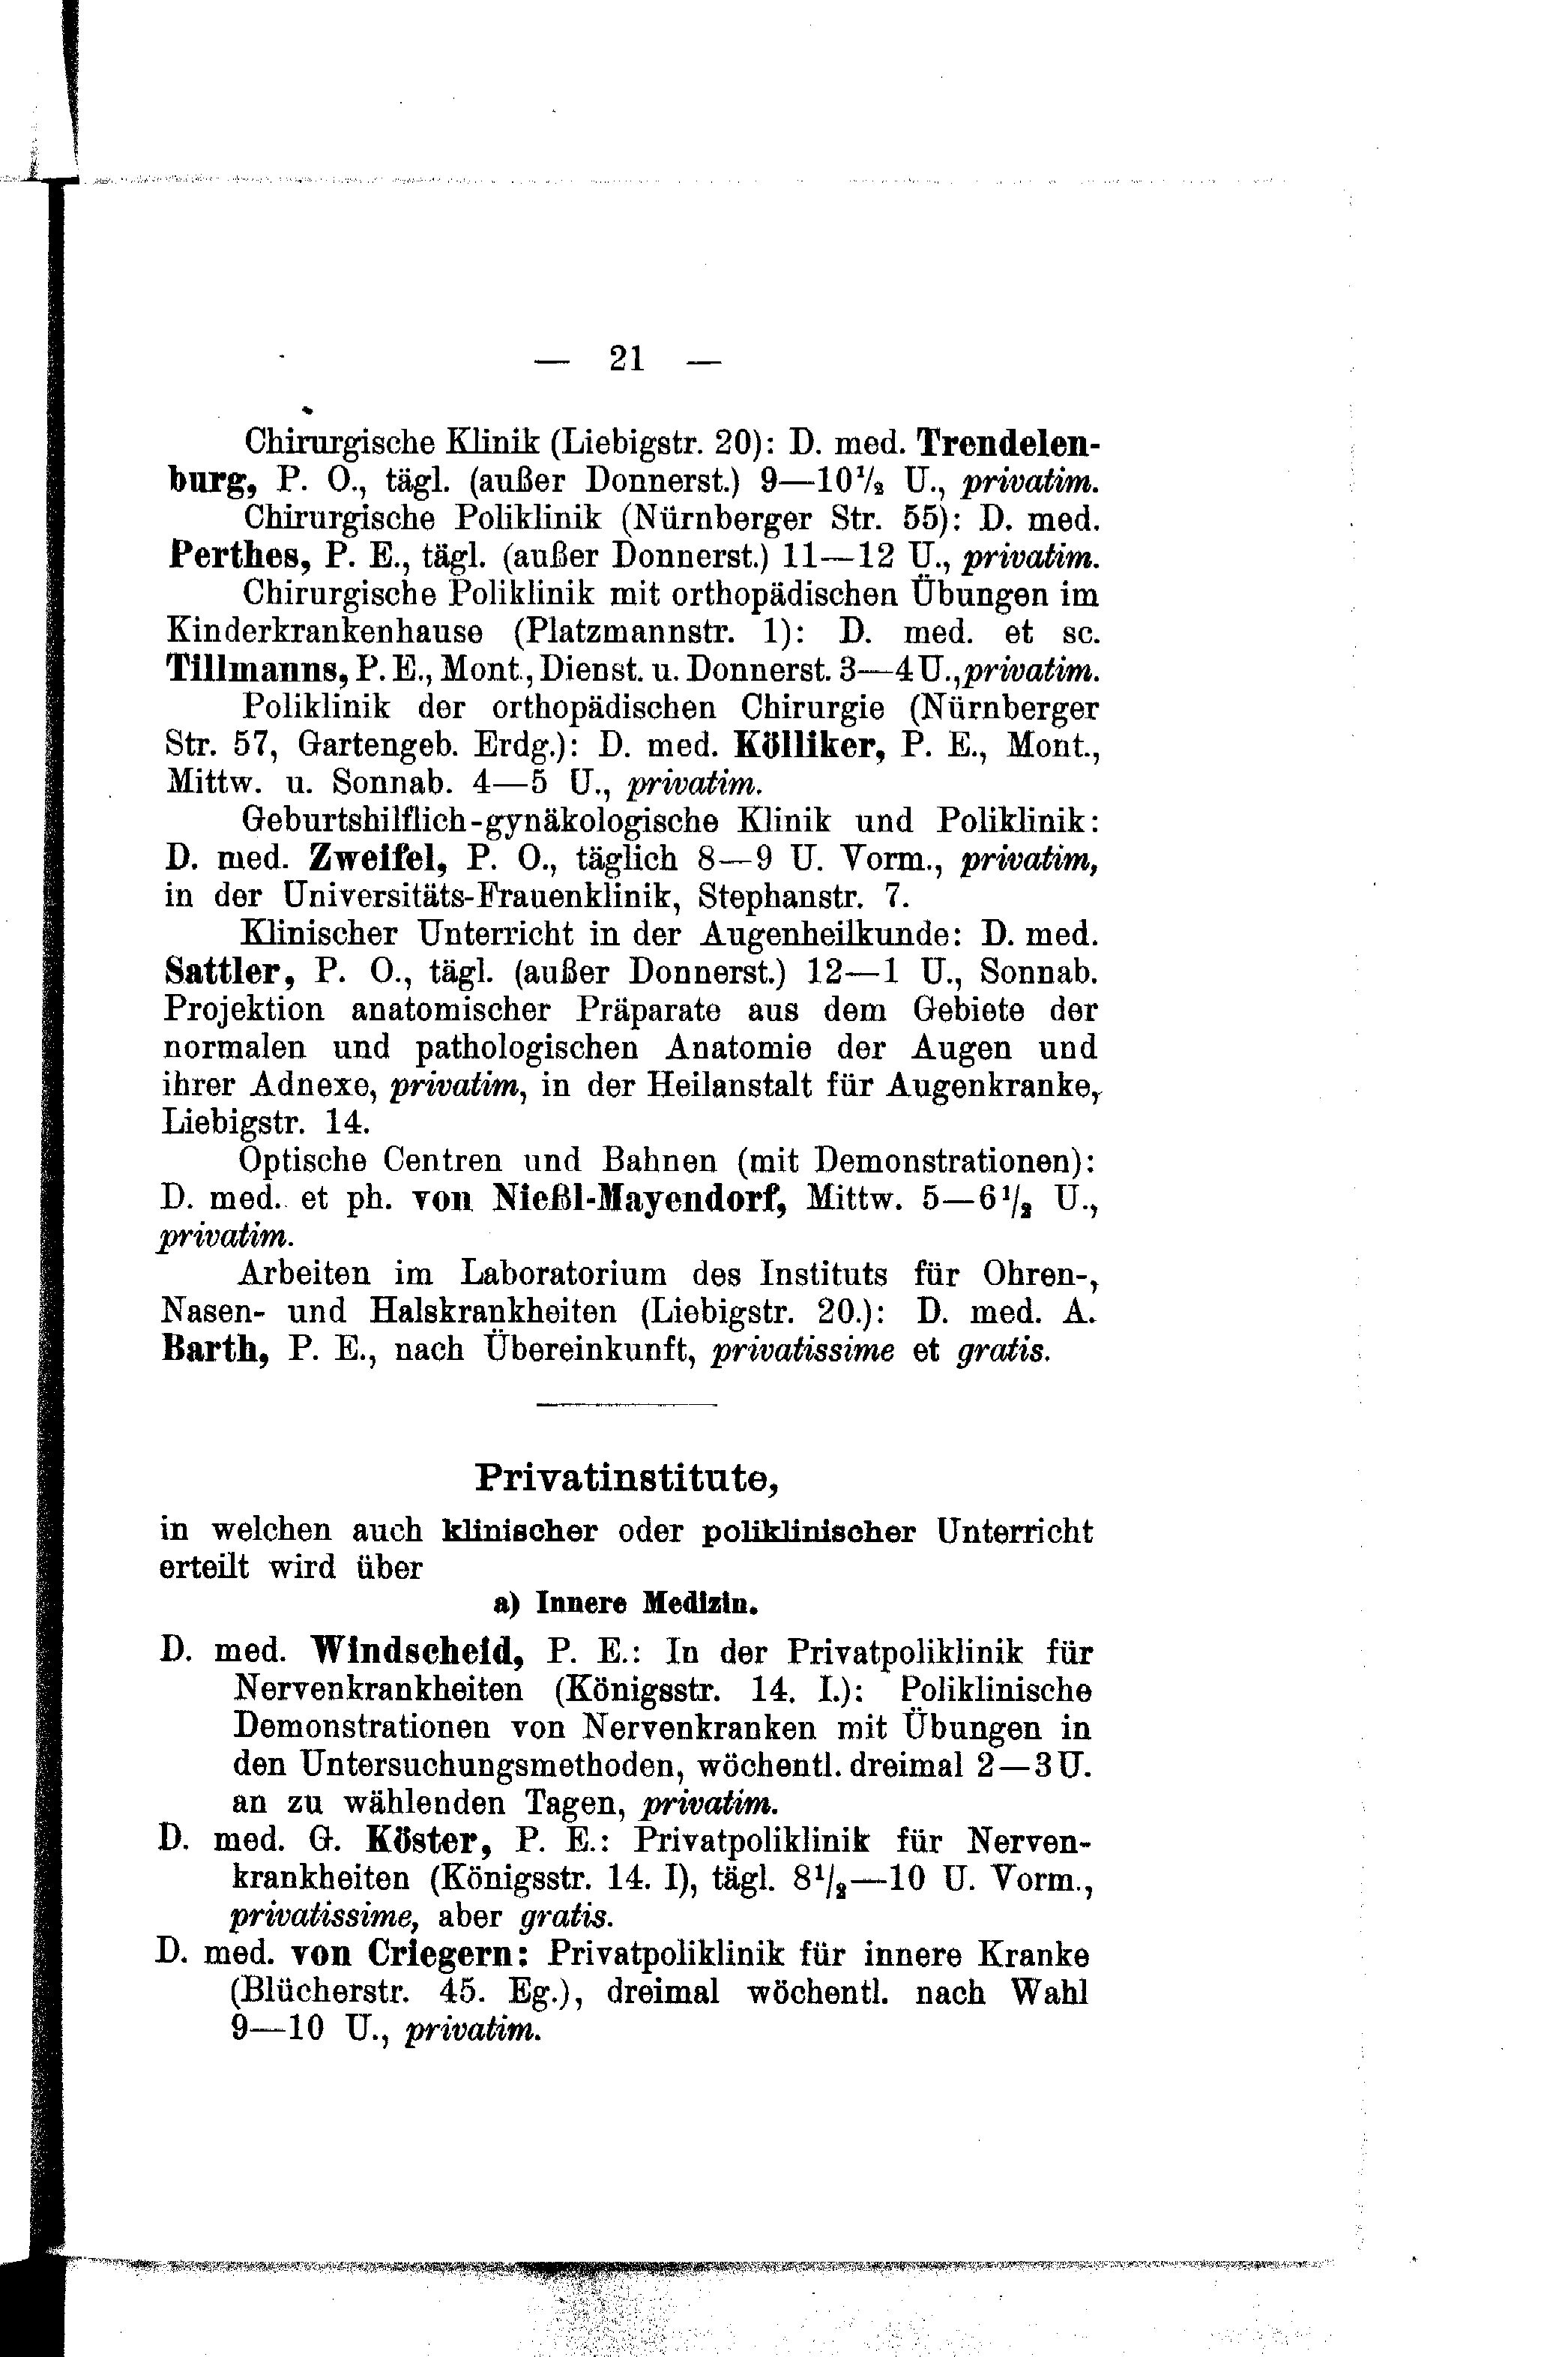 — 21 —
Chirurgische Klinik (Liebigstr. 20): D. med. Trendelen-
burg, P. O., tägl. (außer Donnerst.) 9—10½ U., privatim.
Chirurgische Poliklinik (Nürnberger Str. 55): D. med.
Perthes, P. E., tägl. (außer Donnerst.) 11—12 U., privatim.
Chirurgische Poliklinik mit orthopädischen Übungen im
Kinderkrankenhause (Platzmannstr. 1): D. med. et sc.
Tillmanns, P. E., Mont., Dienst. u. Donnerst. 3—4 U., privatim.
Poliklinik der orthopädischen Chirurgie (Nürnberger
Str. 57, Gartengeb. Erdg.): D. med. Kölliker, P. E., Mont.,
Mittw. u. Sonnab. 4—5 U., privatim.
Geburtshilflich-gynäkologische Klinik und Poliklinik:
D. med. Zweifel, P. O., täglich 8—9 U. Vorm., privatim,
in der Universitäts-Frauenklinik, Stephanstr. 7.
Klinischer Unterricht in der Augenheilkunde: D. med.
Sattler, P. O., tägl. (außer Donnerst.) 12—1 U., Sonnab.
Projektion anatomischer Präparate aus dem Gebiete der
normalen und pathologischen Anatomie der Augen und
ihrer Adnexe, privatim, in der Heilanstalt für Augenkranke,
Liebigstr. 14.
Optische Centren und Bahnen (mit Demonstrationen):
D. med. et ph. von Nießl-Mayendorf, Mittw. 5—6½ U.,
privatim.
Arbeiten im Laboratorium des Instituts für Ohren-,
Nasen- und Halskrankheiten (Liebigstr. 20.): D. med. A.
Barth, P. E., nach Übereinkunft, privatissime et gratis.
Privatinstitute,
in welchen auch klinischer oder poliklinischer Unterricht
erteilt wird über
a) Innere Medizin.
D. med. Windscheid, P. E.: In der Privatpoliklinik für
Nervenkrankheiten (Königsstr. 14. I.): Poliklinische
Demonstrationen von Nervenkranken mit Übungen in
den Untersuchungsmethoden, wöchentl. dreimal 2—3 U.
an zu wählenden Tagen, privatim.
D. med. G. Köster, P. E.: Privatpoliklinik für Nerven-
krankheiten (Königsstr. 14. I), tägl. 8½—10 U. Vorm.,
privatissime, aber gratis.
D. med. von Criegern: Privatpoliklinik für innere Kranke
(Blücherstr. 45. Eg.), dreimal wöchentl. nach Wahl
9—10 U., privatim.